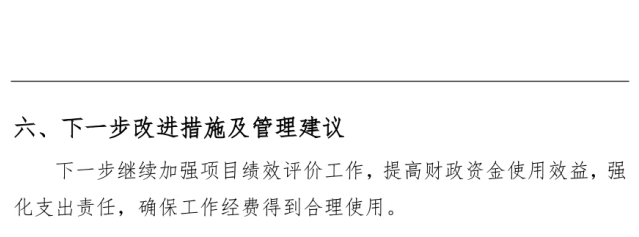 六、下一步改进措施及管理建议
下一步继续加强项目绩效评价工作，提高财政资金使用效益，强
化支出责任，确保工作经费得到合理使用。